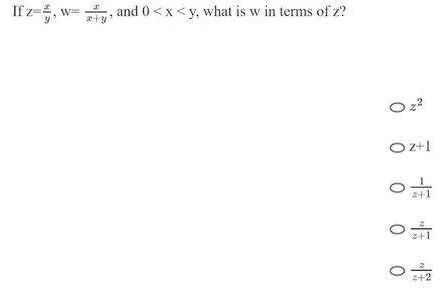 If z=x/y, w= x/x+y, and 0 < x < y, what is w in terms of z?
z²
z+1
1/z+1
z/z+1
z/z+2